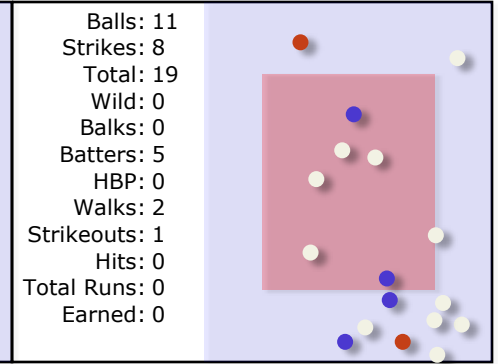 Balls: 11
Strikes: 8
Total: 19
Wild: 0
Balks: 0
Batters: 5
HBP: 0
Walks: 2
Strikeouts: 1
Hits: 0
Total Runs: 0
Earned: 0